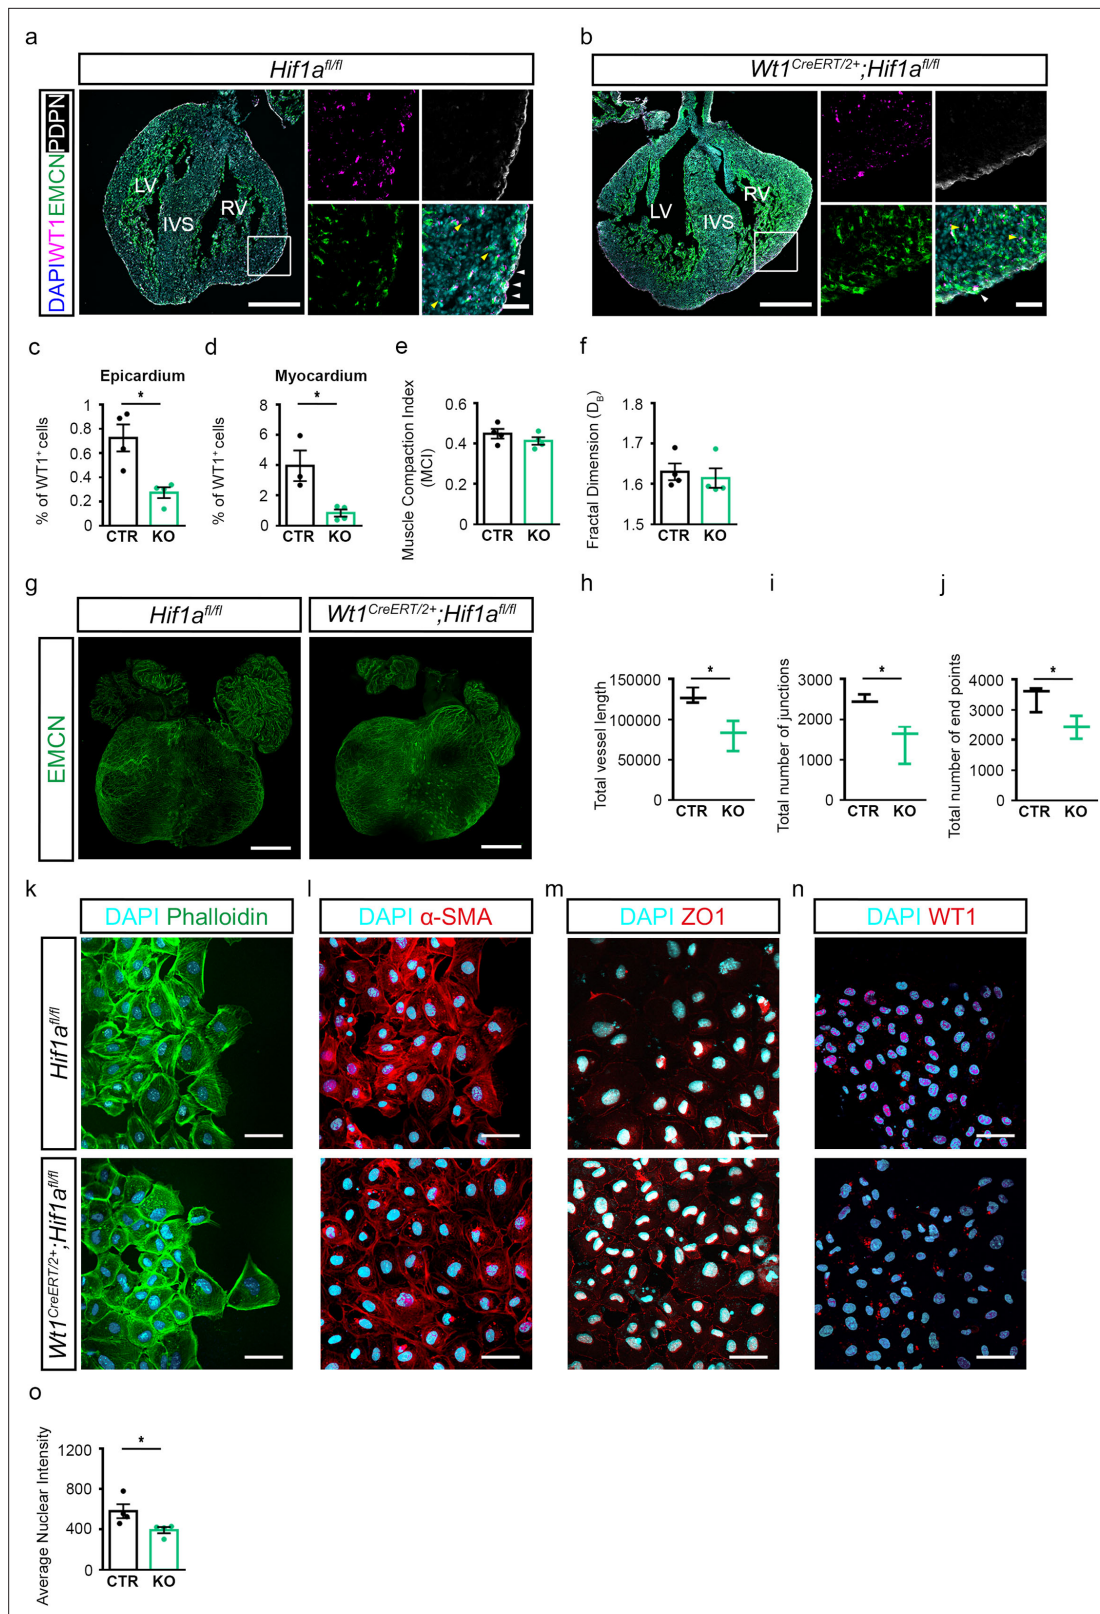 a
Hif1a^fl/fl
b
Wt1^CreERT/2+;Hif1a^fl/fl
DAPIWT1EMCNPDPN
LV
IVS
RV
LV
IVS
RV
c
Epicardium
% of WT1+ cells
1
0.8
0.6
0.4
0.2
0
*
CTR
KO
d
Myocardium
% of WT1+ cells
8
6
4
2
0
*
CTR
KO
e
Muscle Compaction Index
(MCI)
0.6
0.4
0.2
0
CTR
KO
f
Fractal Dimension (D_B)
1.8
1.7
1.6
1.5
CTR
KO
g
Hif1a^fl/fl
Wt1^CreERT/2+;Hif1a^fl/fl
EMCN
h
Total vessel length
150000
100000
50000
0
*
CTR
KO
i
Total number of junctions
3000
2000
1000
0
*
CTR
KO
j
Total number of end points
4000
3000
2000
1000
0
*
CTR
KO
k
DAPI Phalloidin
l
DAPI α-SMA
m
DAPI ZO1
n
DAPI WT1
Hif1a^fl/fl
Wt1^CreERT/2+;Hif1a^fl/fl
o
Average Nuclear Intensity
1200
800
400
0
*
CTR
KO